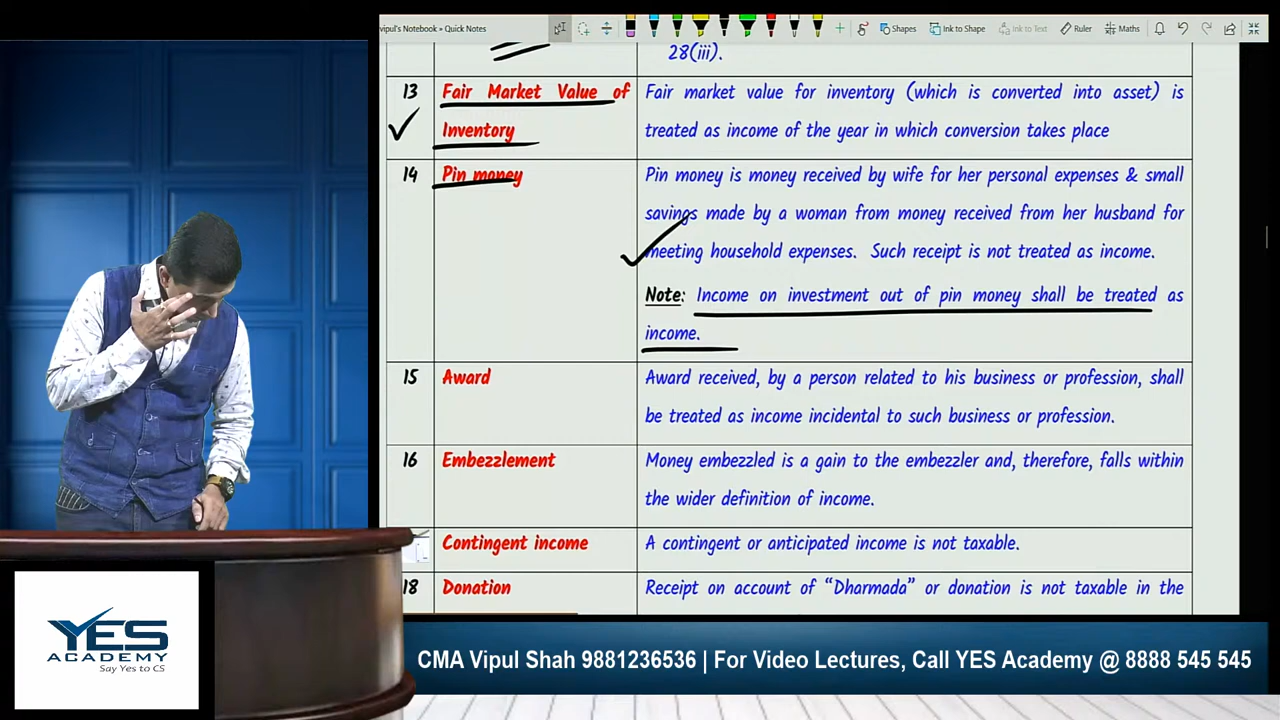 vipul's Notebook » Quick Notes
Shapes
Ink to Shape
Ink to Text
Ruler
Maths
28(iii).
13
Fair Market Value of
Inventory
Fair market value for inventory (which is converted into asset) is
treated as income of the year in which conversion takes place
14
Pin money
Pin money is money received by wife for her personal expenses & small
savings made by a woman from money received from her husband for
meeting household expenses. Such receipt is not treated as income.
Note: Income on investment out of pin money shall be treated as
income.
15
Award
Award received, by a person related to his business or profession, shall
be treated as income incidental to such business or profession.
16
Embezzlement
Money embezzled is a gain to the embezzler and, therefore, falls within
the wider definition of income.
Contingent income
A contingent or anticipated income is not taxable.
18
Donation
Receipt on account of “Dharmada” or donation is not taxable in the
YES
ACADEMY
Say Yes to CS
CMA Vipul Shah 9881236536 | For Video Lectures, Call YES Academy @ 8888 545 545